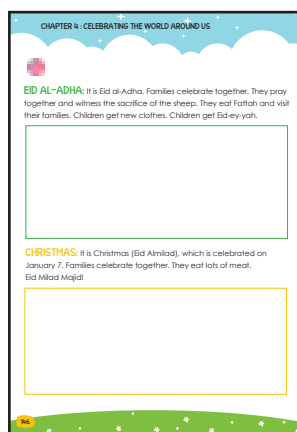 CHAPTER 4 : CELEBRATING THE WORLD AROUND US
EID AL-ADHA: It is Eid al-Adha. Families celebrate together. They pray
together and witness the sacrifice of the sheep. They eat Fattah and visit
their families. Children get new clothes. Children get Eid-ey-yah.
CHRISTMAS: It is Christmas (Eid Almilad), which is celebrated on
January 7. Families celebrate together. They eat lots of meat.
Eid Milad Majid!
146